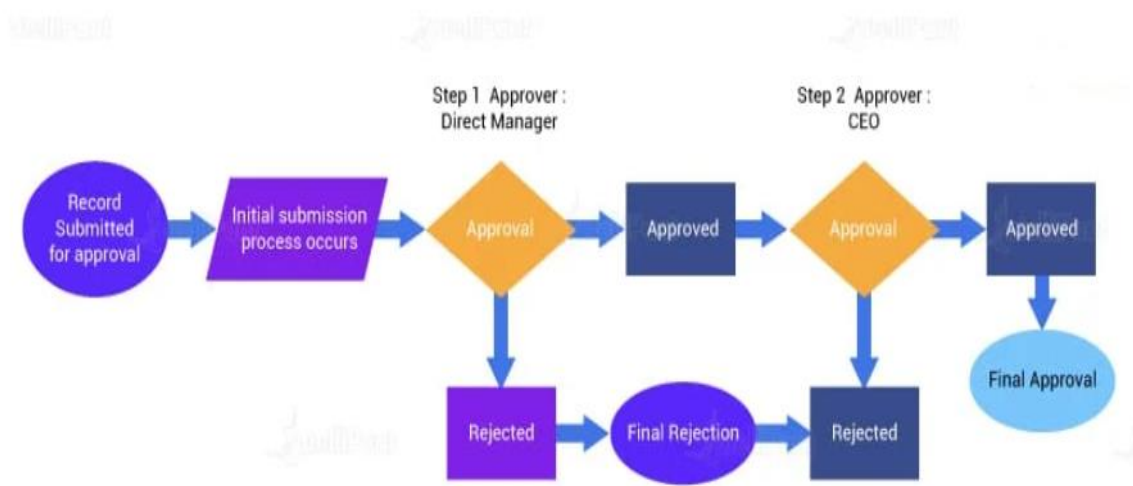 Step 1 Approver :
Direct Manager
Step 2 Approver :
CEO
Record
Submitted
for approval
Initial submission
process occurs
Approval
Approved
Approval
Approved
Final Approval
Rejected
Final Rejection
Rejected